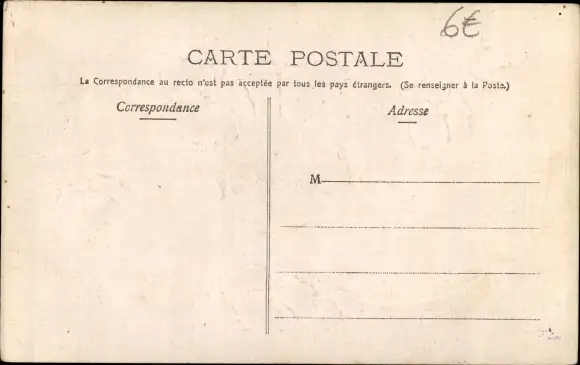 6€
CARTE POSTALE
La Correspondance au recto n'est pas acceptée par tous les pays étrangers. (Se renseigner à la Poste.)
Correspondance
Adresse
M